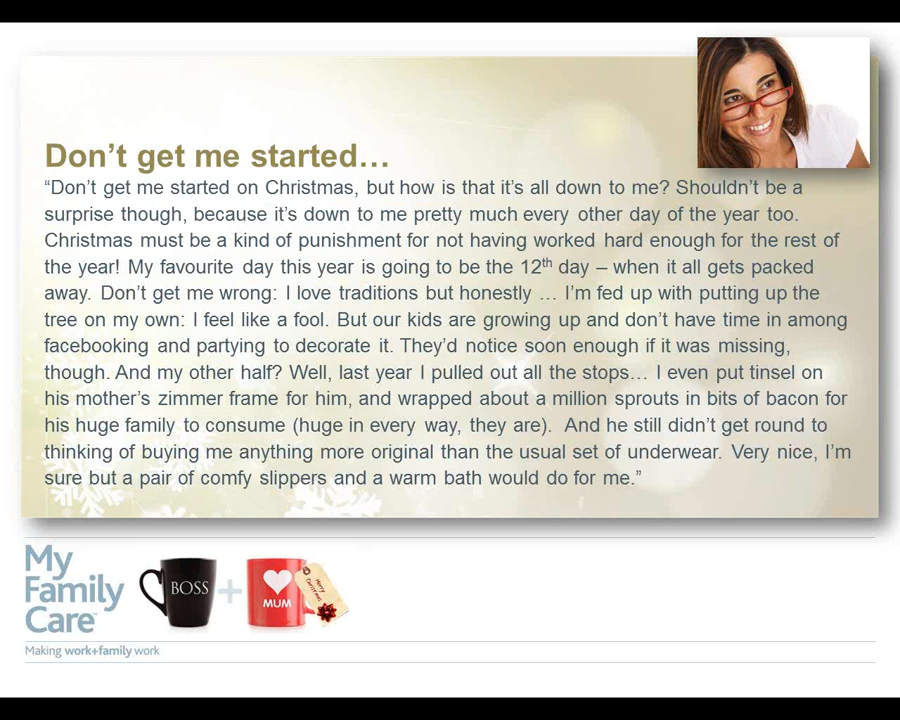 Don’t get me started…
“Don’t get me started on Christmas, but how is that it’s all down to me? Shouldn’t be a
surprise though, because it’s down to me pretty much every other day of the year too.
Christmas must be a kind of punishment for not having worked hard enough for the rest of
the year! My favourite day this year is going to be the 12th day – when it all gets packed
away. Don’t get me wrong: I love traditions but honestly … I’m fed up with putting up the
tree on my own: I feel like a fool. But our kids are growing up and don’t have time in among
facebooking and partying to decorate it. They’d notice soon enough if it was missing,
though. And my other half? Well, last year I pulled out all the stops… I even put tinsel on
his mother’s zimmer frame for him, and wrapped about a million sprouts in bits of bacon for
his huge family to consume (huge in every way, they are). And he still didn’t get round to
thinking of buying me anything more original than the usual set of underwear. Very nice, I’m
sure but a pair of comfy slippers and a warm bath would do for me.”
My
Family
Care™
BOSS
+
MUM
Merry
Christmas
Making work+family work